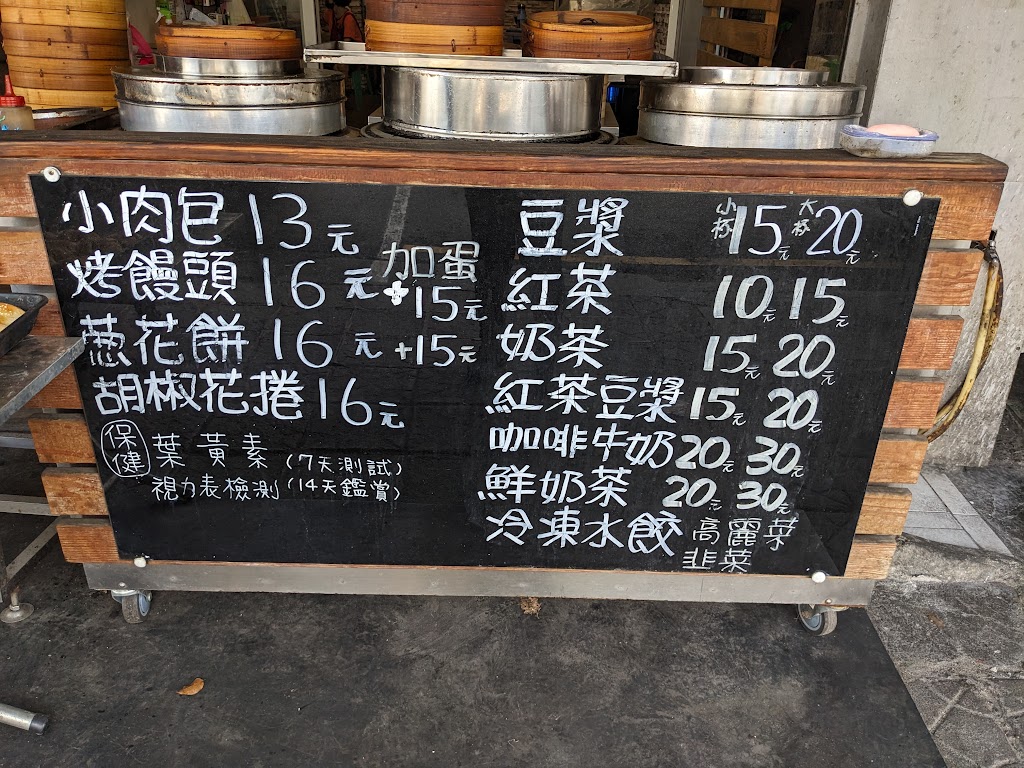 小肉包 13元
烤饅頭 16元
加蛋
+15元
葱花餅 16元 +15元
胡椒花捲 16元
保健 葉黃素 (7天測試)
視力表檢測 (14天鑑賞)
豆漿 小杯 15元 大杯 20元
紅茶 10元 15元
奶茶 15元 20元
紅茶豆漿 15元 20元
咖啡牛奶 20元 30元
鮮奶茶 20元 30元
冷凍水餃 高麗菜
韭菜